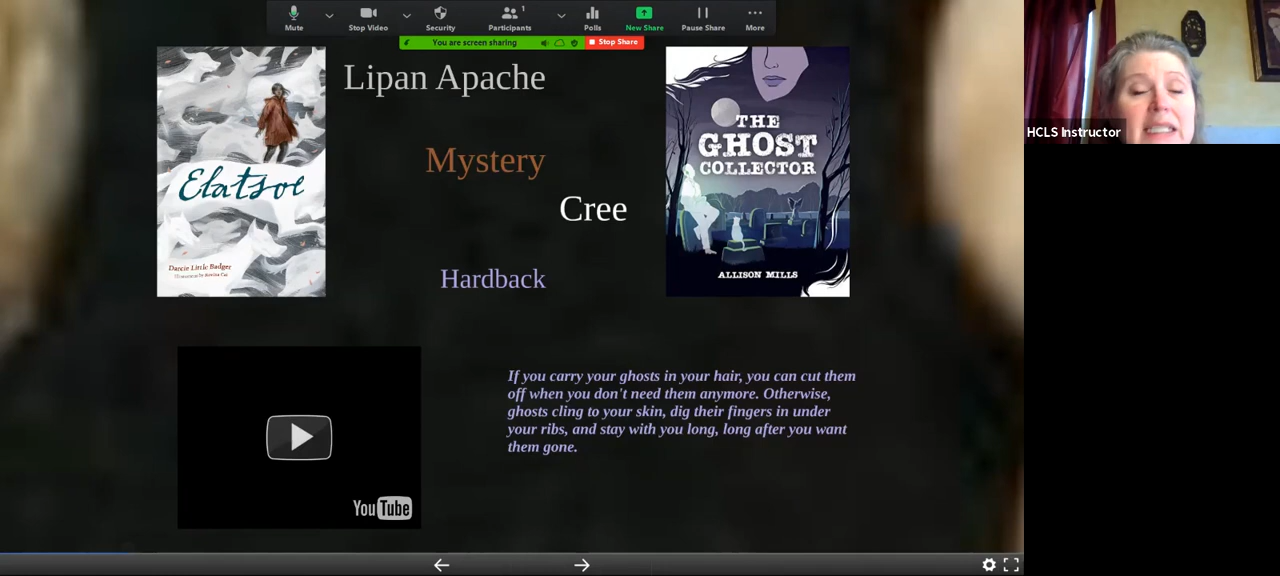 Mute
Stop Video
Security
Participants
1
Polls
New Share
Pause Share
More
You are screen sharing
Stop Share
HCLS Instructor
Lipan Apache
Mystery
Cree
Hardback
Elatsoe
Darcie Little Badger
THE
GHOST
COLLECTOR
ALLISON MILLS
YouTube
If you carry your ghosts in your hair, you can cut them
off when you don't need them anymore. Otherwise,
ghosts cling to your skin, dig their fingers in under
your ribs, and stay with you long, long after you want
them gone.